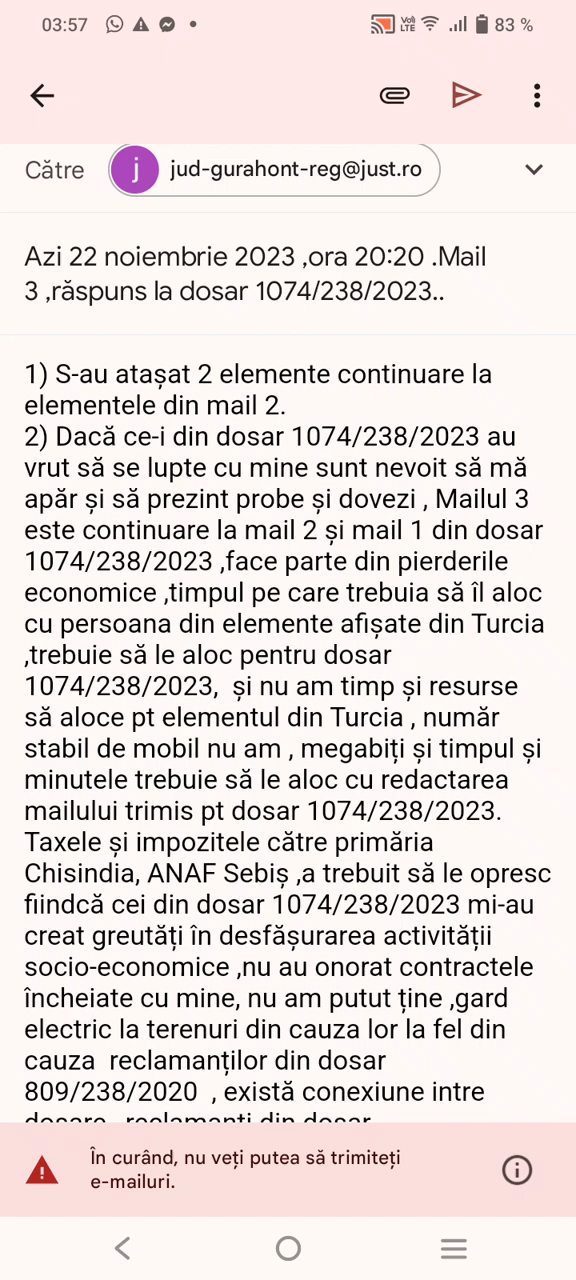 03:57
Vo)) LTE
83 %
Către
j
jud-gurahont-reg@just.ro
Azi 22 noiembrie 2023 ,ora 20:20 .Mail
3 ,răspuns la dosar 1074/238/2023..
1) S-au atașat 2 elemente continuare la
elementele din mail 2.
2) Dacă ce-i din dosar 1074/238/2023 au
vrut să se lupte cu mine sunt nevoit să mă
apăr și să prezint probe și dovezi , Mailul 3
este continuare la mail 2 și mail 1 din dosar
1074/238/2023 ,face parte din pierderile
economice ,timpul pe care trebuia să îl aloc
cu persoana din elemente afișate din Turcia
,trebuie să le aloc pentru dosar
1074/238/2023,  și nu am timp și resurse
să aloce pt elementul din Turcia , număr
stabil de mobil nu am , megabiți și timpul și
minutele trebuie să le aloc cu redactarea
mailului trimis pt dosar 1074/238/2023.
Taxele și impozitele către primăria
Chisindia, ANAF Sebiș ,a trebuit să le opresc
fiindcă cei din dosar 1074/238/2023 mi-au
creat greutăți în desfășurarea activității
socio-economice ,nu au onorat contractele
încheiate cu mine, nu am putut ține ,gard
electric la terenuri din cauza lor la fel din
cauza  reclamanților din dosar
809/238/2020  , există conexiune intre
dosare , reclamanti din dosar
În curând, nu veți putea să trimiteți
e-mailuri.